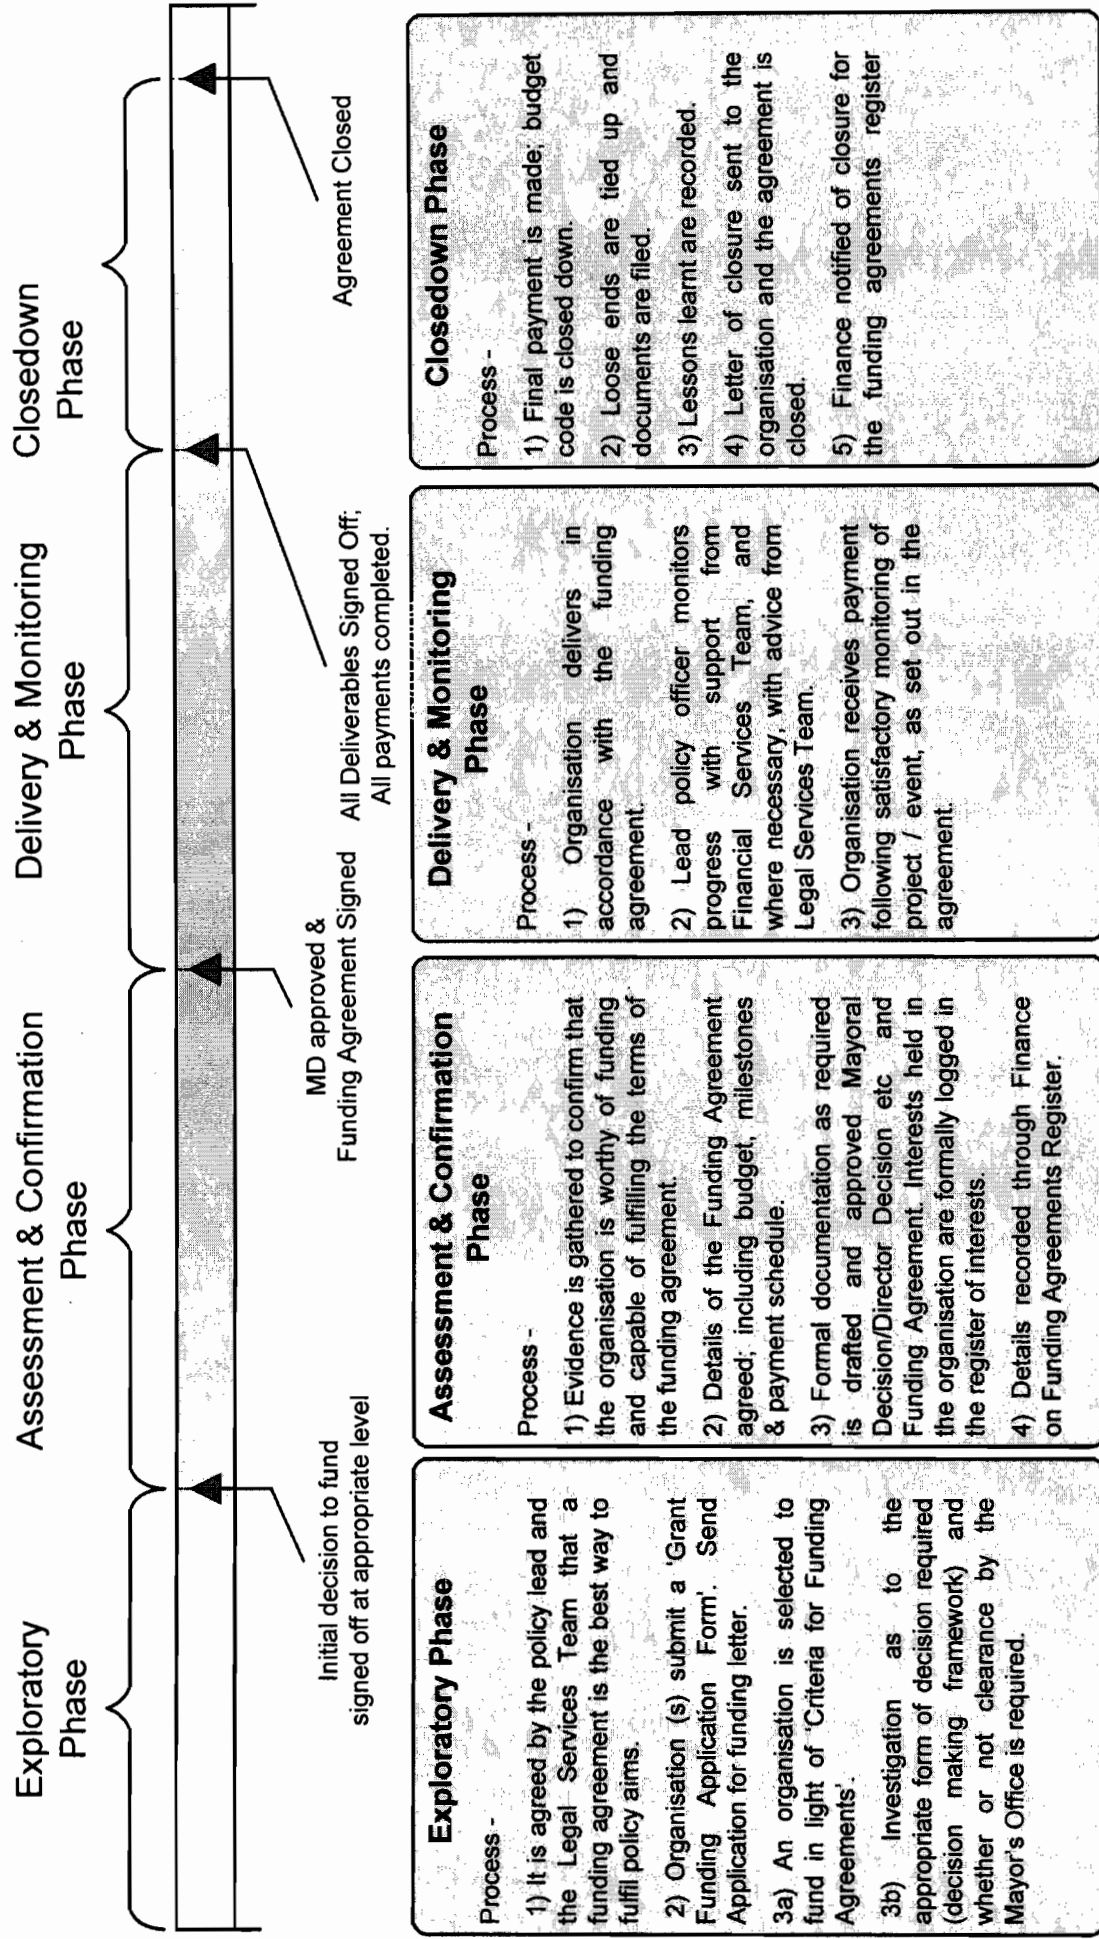 Exploratory
Phase
Assessment & Confirmation
Phase
Delivery & Monitoring
Phase
Closedown
Phase
Initial decision to fund
signed off at appropriate level
MD approved &
Funding Agreement Signed
All Deliverables Signed Off;
All payments completed.
Agreement Closed
Exploratory Phase
Process -
1) It is agreed by the policy lead and
the Legal Services Team that a
funding agreement is the best way to
fulfil policy aims.
2) Organisation (s) submit a 'Grant
Funding Application Form'. Send
Application for funding letter.
3a) An organisation is selected to
fund in light of 'Criteria for Funding
Agreements'.
3b) Investigation as to the
appropriate form of decision required
(decision making framework) and
whether or not clearance by the
Mayor's Office is required.
Assessment & Confirmation
Phase
Process -
1) Evidence is gathered to confirm that
the organisation is worthy of funding
and capable of fulfilling the terms of
the funding agreement.
2) Details of the Funding Agreement
agreed; including budget, milestones
& payment schedule.
3) Formal documentation as required
is drafted and approved Mayoral
Decision/Director Decision etc and
Funding Agreement. Interests held in
the organisation are formally logged in
the register of interests.
4) Details recorded through Finance
on Funding Agreements Register.
Delivery & Monitoring
Phase
Process -
1) Organisation delivers in
accordance with the funding
agreement.
2) Lead policy officer monitors
progress with support from
Financial Services Team, and
where necessary, with advice from
Legal Services Team.
3) Organisation receives payment
following satisfactory monitoring of
project / event, as set out in the
agreement.
Closedown Phase
Process -
1) Final payment is made; budget
code is closed down.
2) Loose ends are tied up and
documents are filed.
3) Lessons learnt are recorded.
4) Letter of closure sent to the
organisation and the agreement is
closed.
5) Finance notified of closure for
the funding agreements register